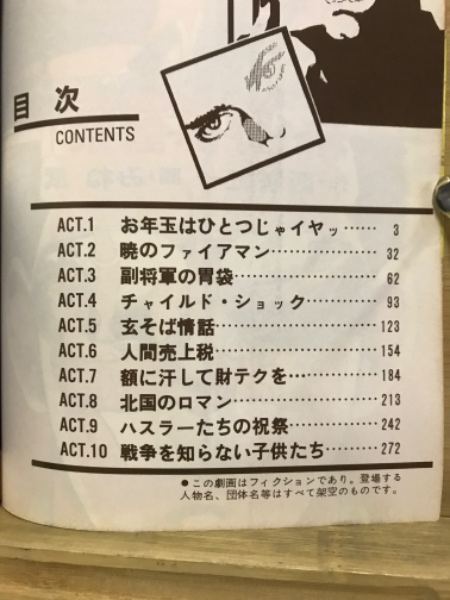 目次
CONTENTS
ACT.1 お年玉はひとつじゃイヤッ…… 3
ACT.2 暁のファイアマン………… 32
ACT.3 副将軍の胃袋………… 62
ACT.4 チャイルド・ショック………… 93
ACT.5 玄そば情話………… 123
ACT.6 人間売上税………… 154
ACT.7 額に汗して財テクを…………… 184
ACT.8 北国のロマン………… 213
ACT.9 ハスラーたちの祝祭………… 242
ACT.10 戦争を知らない子供たち……… 272
●この劇画はフィクションであり。登場する
人物名、団体名等はすべて架空のものです。